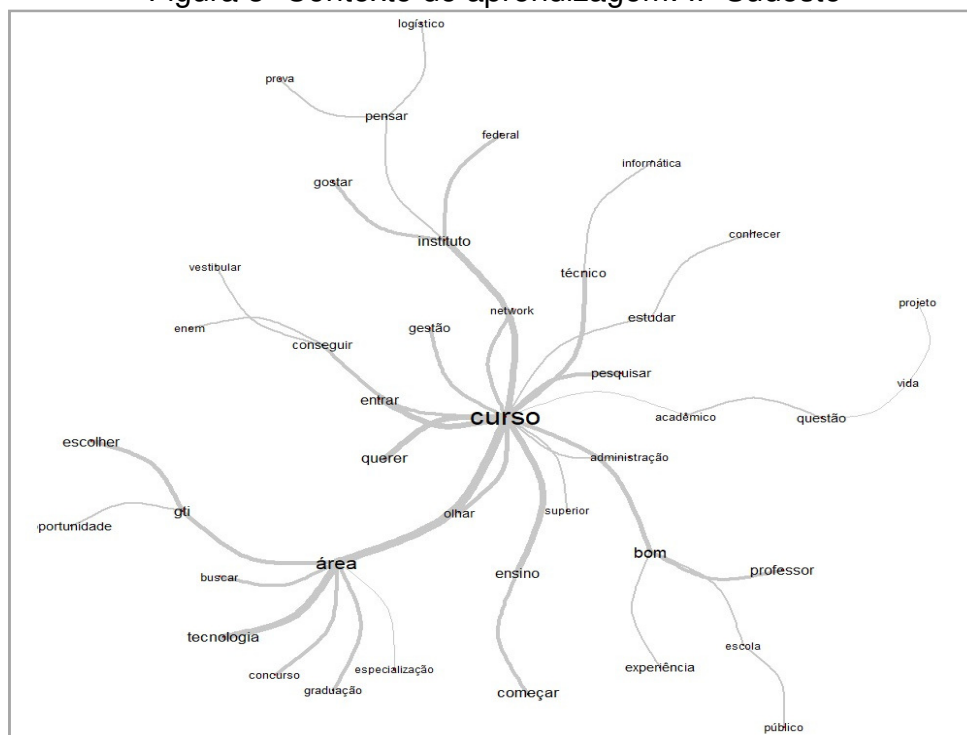 logístico
prova
pensar
federal
informática
gostar
conhecer
instituto
vestibular
técnico
projeto
network
estudar
enem
gestão
conseguir
pesquisar
vida
entrar
curso
acadêmico
questão
escolher
querer
administração
gti
olhar
superior
portunidade
bom
área
ensino
professor
buscar
tecnologia
escola
concurso
especialização
experiência
graduação
começar
público